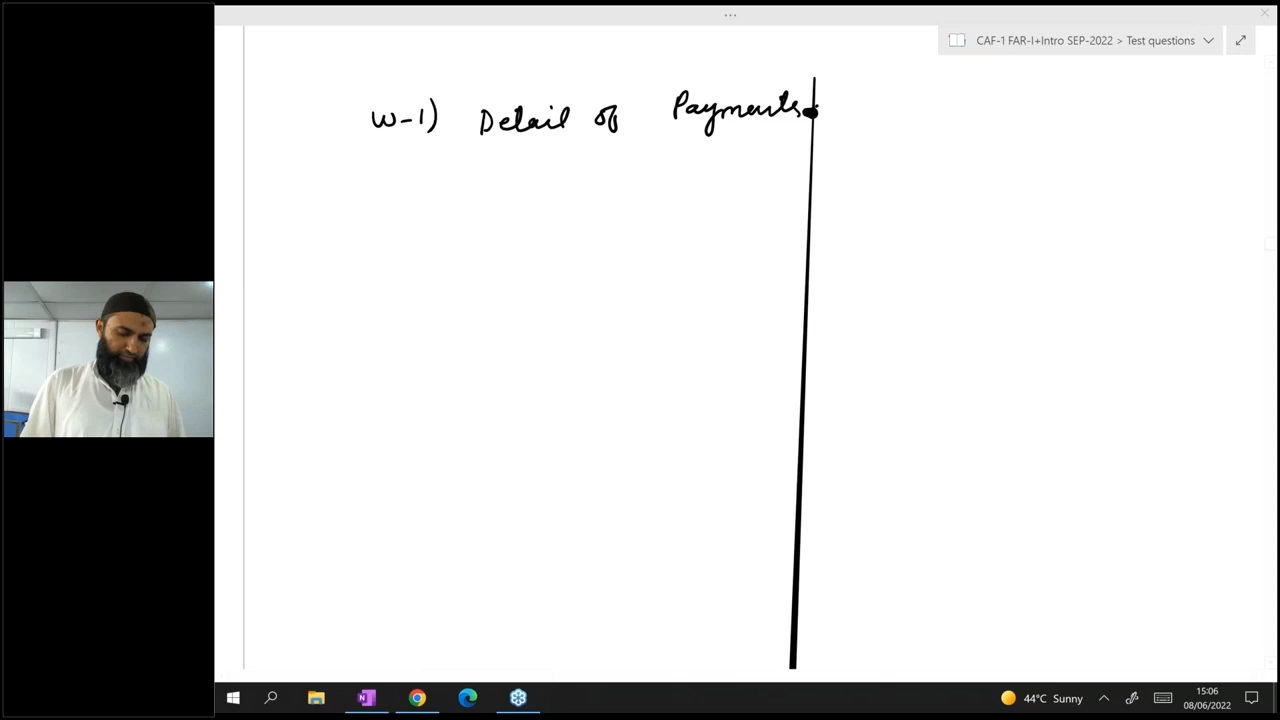 ...
CAF-1 FAR-I+Intro SEP-2022 > Test questions
W-1) Detail of Payments
44°C Sunny
15:06
08/06/2022